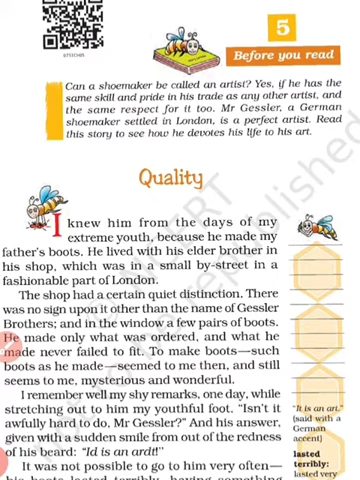 0755CH05
5
Before you read
Can a shoemaker be called an artist? Yes, if he has the
same skill and pride in his trade as any other artist, and
the same respect for it too. Mr Gessler, a German
shoemaker settled in London, is a perfect artist. Read
this story to see how he devotes his life to his art.
Quality
I knew him from the days of my
extreme youth, because he made my
father's boots. He lived with his elder brother in
his shop, which was in a small by-street in a
fashionable part of London.
The shop had a certain quiet distinction. There
was no sign upon it other than the name of Gessler
Brothers; and in the window a few pairs of boots.
He made only what was ordered, and what he
made never failed to fit. To make boots—such
boots as he made—seemed to me then, and still
seems to me, mysterious and wonderful.
I remember well my shy remarks, one day, while
stretching out to him my youthful foot. "Isn't it
awfully hard to do, Mr Gessler?" And his answer,
given with a sudden smile from out of the redness
of his beard: "Id is an ardt!"
It was not possible to go to him very often—
his boots lasted terribly, having something
"It is an art."
(said with a
German
accent)
lasted
terribly:
lasted very